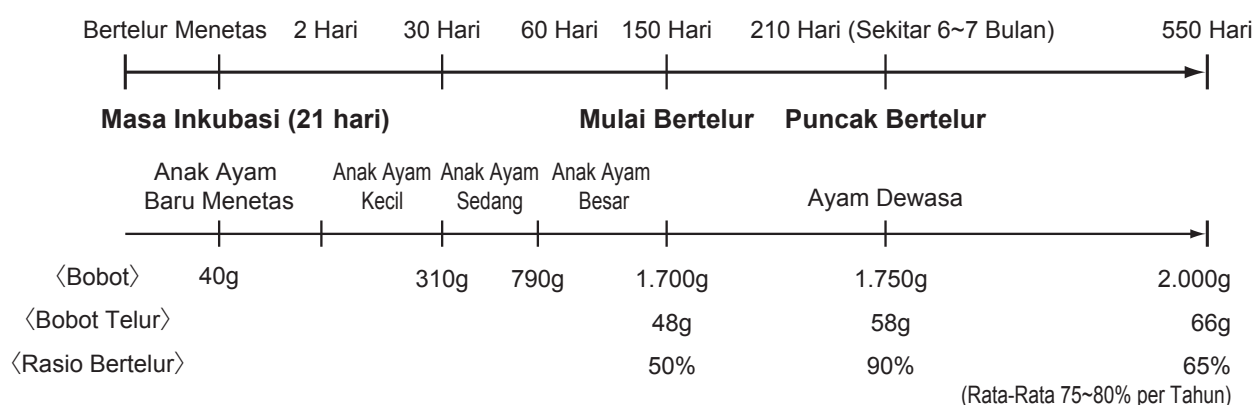 Bertelur Menetas 2 Hari 30 Hari 60 Hari 150 Hari 210 Hari (Sekitar 6~7 Bulan) 550 Hari
Masa Inkubasi (21 hari) Mulai Bertelur Puncak Bertelur
Anak Ayam Baru Menetas
Anak Ayam Kecil
Anak Ayam Sedang
Anak Ayam Besar
Ayam Dewasa
〈Bobot〉 40g 310g 790g 1.700g 1.750g 2.000g
〈Bobot Telur〉 48g 58g 66g
〈Rasio Bertelur〉 50% 90% 65%
(Rata-Rata 75~80% per Tahun)